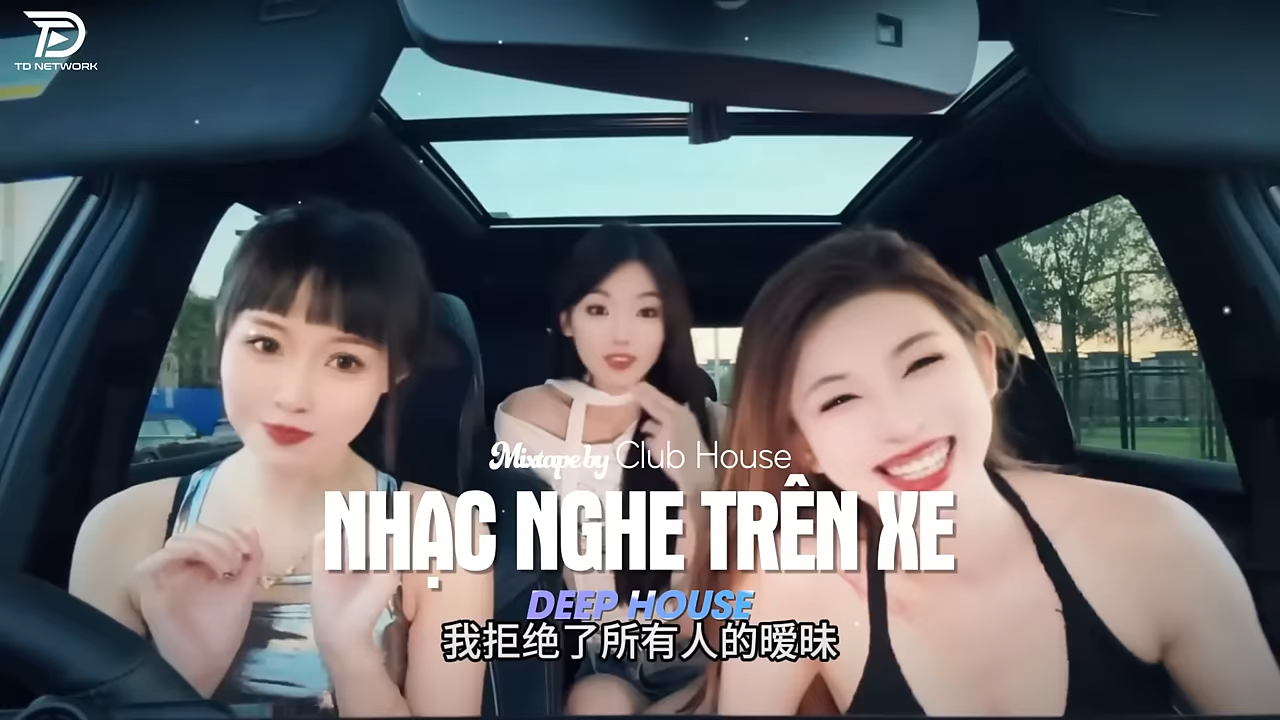 TD NETWORK
Mixtape by Club House
NHẠC NGHE TRÊN XE
DEEP HOUSE
我拒绝了所有人的暧昧